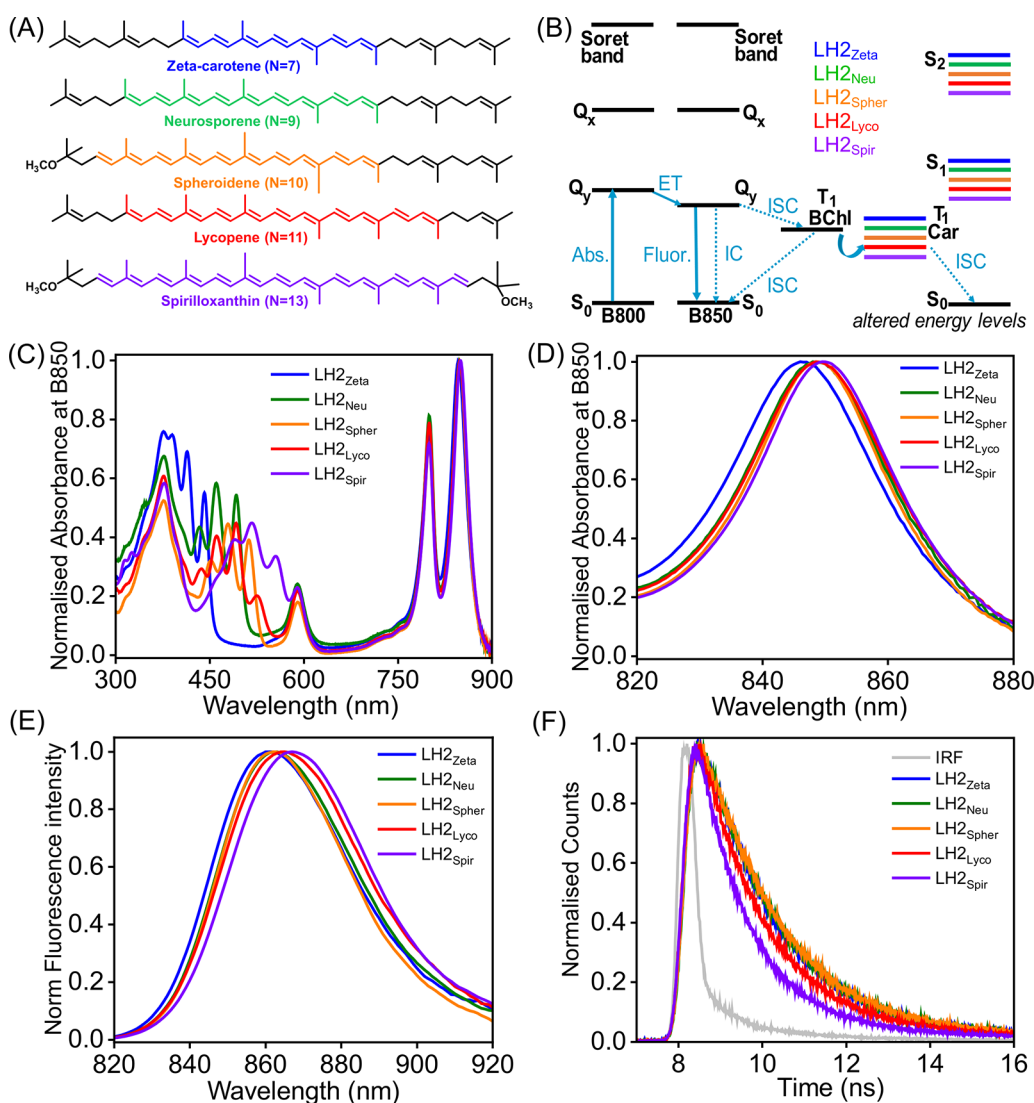 (A)
Zeta-carotene (N=7)
Neurosporene (N=9)
H₃CO
Spheroidene (N=10)
Lycopene (N=11)
H₃CO
Spirilloxanthin (N=13)
OCH₃
(B)
Soret band
Soret band
LH2Zeta
LH2Neu
LH2Spher
LH2Lyco
LH2Spir
S₂
Qx
Qx
S₁
Qy
ET
Qy
ISC
T₁
BChl
T₁
Car
Abs.
Fluor.
IC
ISC
ISC
S₀
B800
B850
S₀
S₀
altered energy levels
(C)
Normalised Absorbance at B850
1.0
0.8
0.6
0.4
0.2
0.0
LH2Zeta
LH2Neu
LH2Spher
LH2Lyco
LH2Spir
300 450 600 750 900
Wavelength (nm)
(D)
Normalised Absorbance at B850
1.0
0.8
0.6
0.4
0.2
0.0
LH2Zeta
LH2Neu
LH2Spher
LH2Lyco
LH2Spir
820 840 860 880
Wavelength (nm)
(E)
Norm Fluorescence intensity
1.0
0.8
0.6
0.4
0.2
0.0
LH2Zeta
LH2Neu
LH2Spher
LH2Lyco
LH2Spir
820 840 860 880 900 920
Wavelength (nm)
(F)
Normalised Counts
1.0
0.8
0.6
0.4
0.2
0.0
IRF
LH2Zeta
LH2Neu
LH2Spher
LH2Lyco
LH2Spir
8 10 12 14 16
Time (ns)